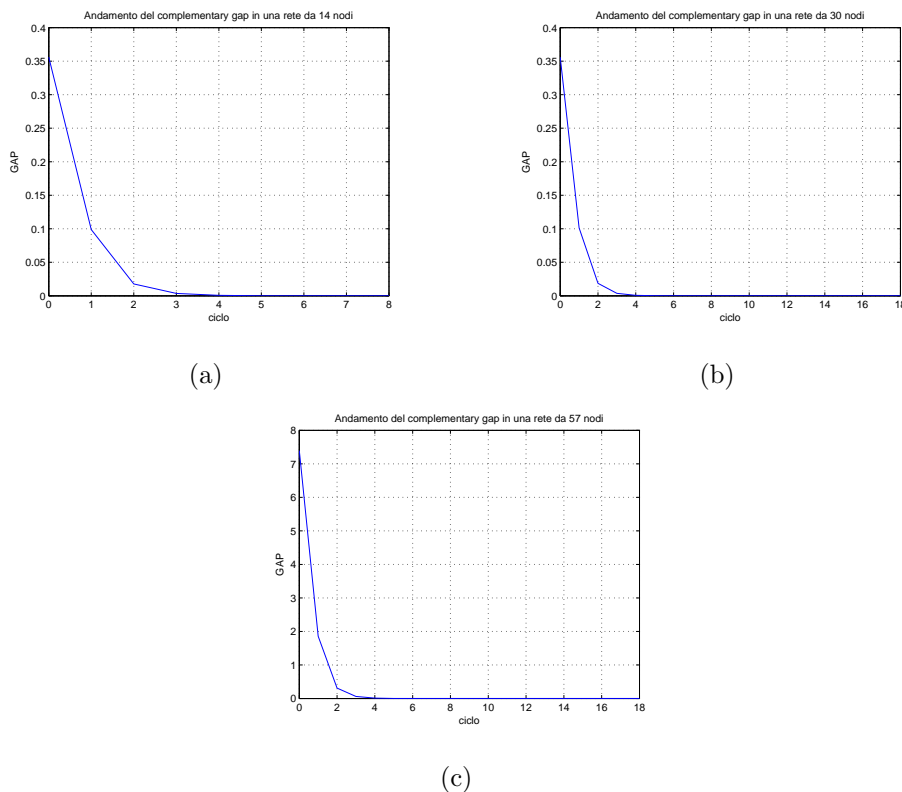 Andamento del complementary gap in una rete da 14 nodi
0.4
0.35
0.3
0.25
0.2
0.15
0.1
0.05
0
GAP
0 1 2 3 4 5 6 7 8
ciclo
(a)
Andamento del complementary gap in una rete da 30 nodi
0.4
0.35
0.3
0.25
0.2
0.15
0.1
0.05
0
GAP
0 2 4 6 8 10 12 14 16 18
ciclo
(b)
Andamento del complementary gap in una rete da 57 nodi
8
7
6
5
4
3
2
1
0
GAP
0 2 4 6 8 10 12 14 16 18
ciclo
(c)